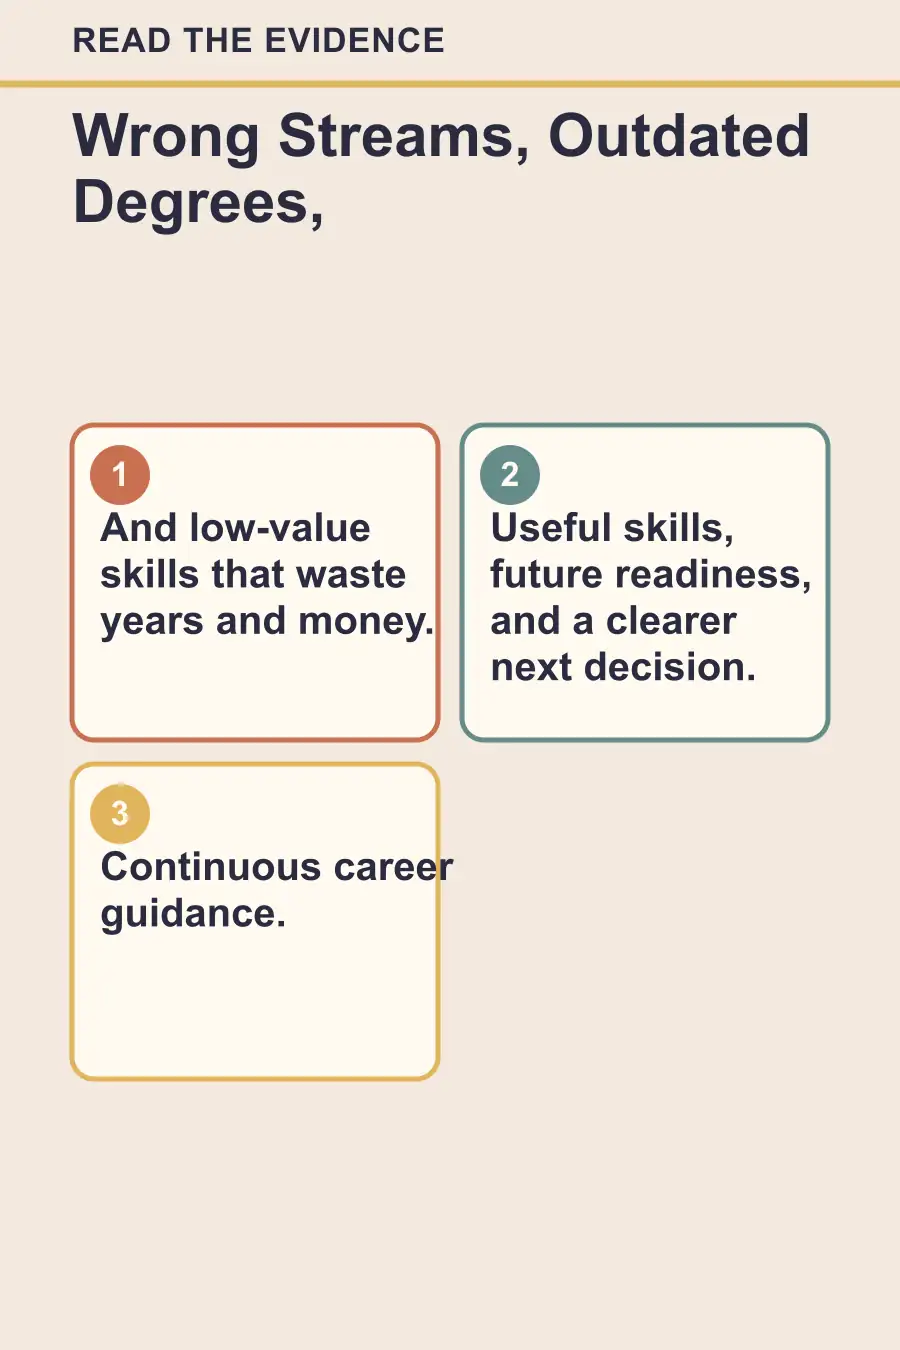 READ THE EVIDENCE
Wrong Streams, Outdated
Degrees,
1
And low-value
skills that waste
years and money.
2
Useful skills,
future readiness,
and a clearer
next decision.
3
Continuous career
guidance.